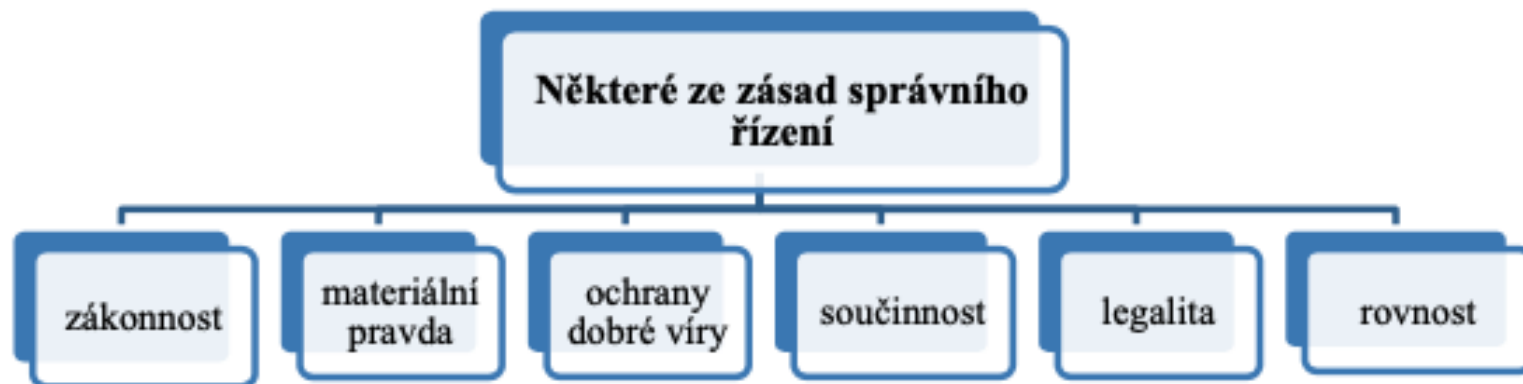 Některé ze zásad správního
řízení
zákonnost
materiální
pravda
ochrany
dobré víry
součinnost
legalita
rovnost